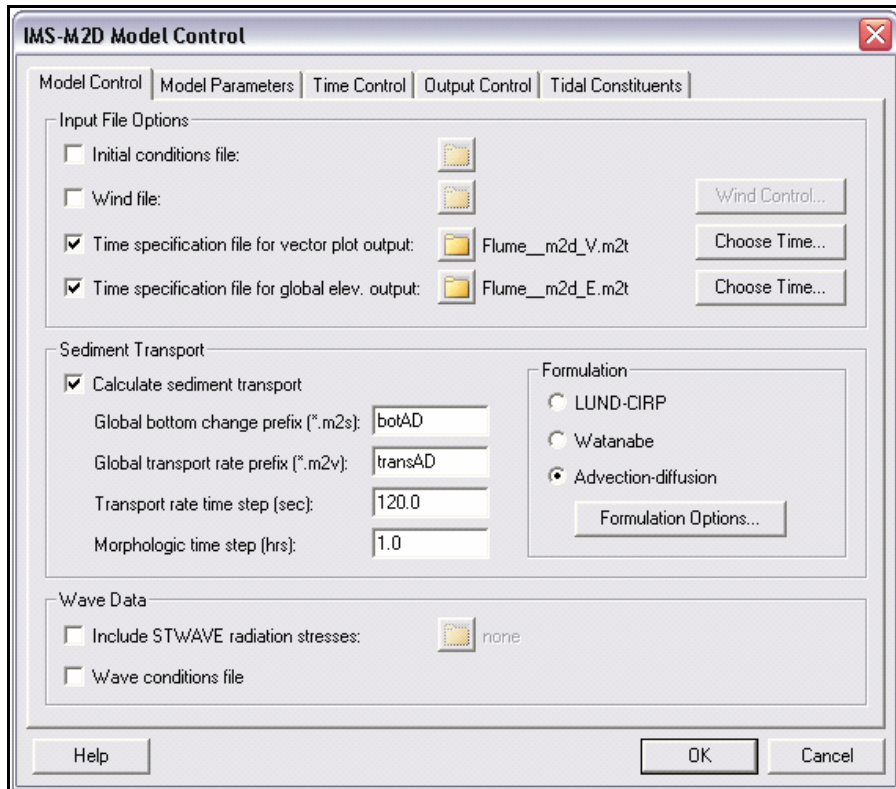 IMS-M2D Model Control
Model Control Model Parameters Time Control Output Control Tidal Constituents
Input File Options
Initial conditions file:
Wind file: Wind Control...
Time specification file for vector plot output: Flume__m2d_V.m2t Choose Time...
Time specification file for global elev. output: Flume__m2d_E.m2t Choose Time...
Sediment Transport
Calculate sediment transport
Global bottom change prefix (*.m2s): botAD
Global transport rate prefix (*.m2v): transAD
Transport rate time step (sec): 120.0
Morphologic time step (hrs): 1.0
Formulation
LUND-CIRP
Watanabe
Advection-diffusion
Formulation Options...
Wave Data
Include STWAVE radiation stresses: none
Wave conditions file
Help OK Cancel